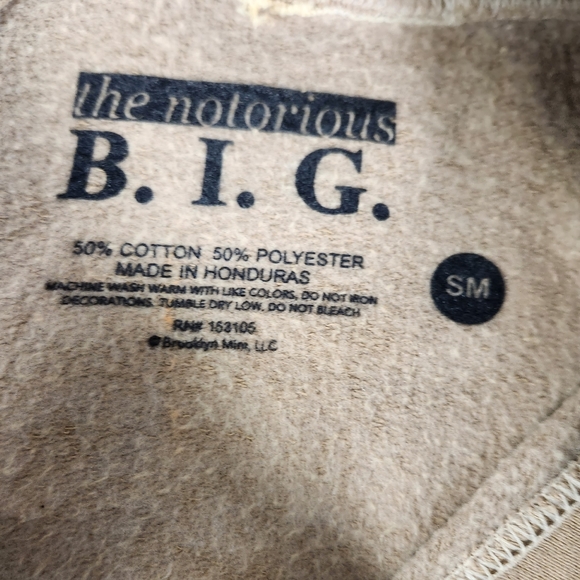 the notorious
B. I. G.
50% COTTON 50% POLYESTER
MADE IN HONDURAS
MACHINE WASH WARM WITH LIKE COLORS, DO NOT IRON
DECORATIONS. TUMBLE DRY LOW. DO NOT BLEACH
RN# 153105
© Brooklyn Mint, LLC
SM